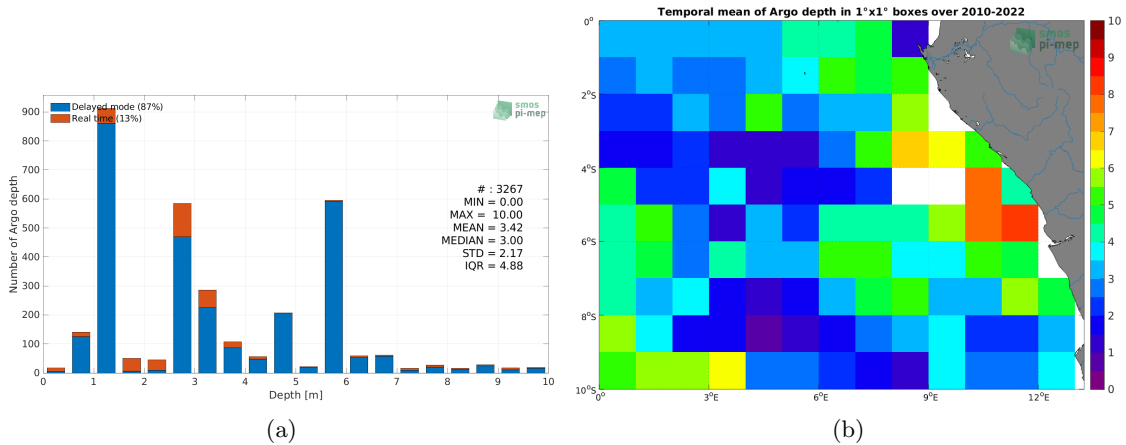 Delayed mode (87%)
Real time (13%)
smos
pi-mep
# : 3267
MIN = 0.00
MAX = 10.00
MEAN = 3.42
MEDIAN = 3.00
STD = 2.17
IQR = 4.88
Number of Argo depth
900
800
700
600
500
400
300
200
100
0
0 1 2 3 4 5 6 7 8 9 10
Depth [m]
(a)
Temporal mean of Argo depth in 1°x1° boxes over 2010-2022
smos
pi-mep
0°
2°S
4°S
6°S
8°S
10°S
0° 3°E 6°E 9°E 12°E
10
9
8
7
6
5
4
3
2
1
0
(b)